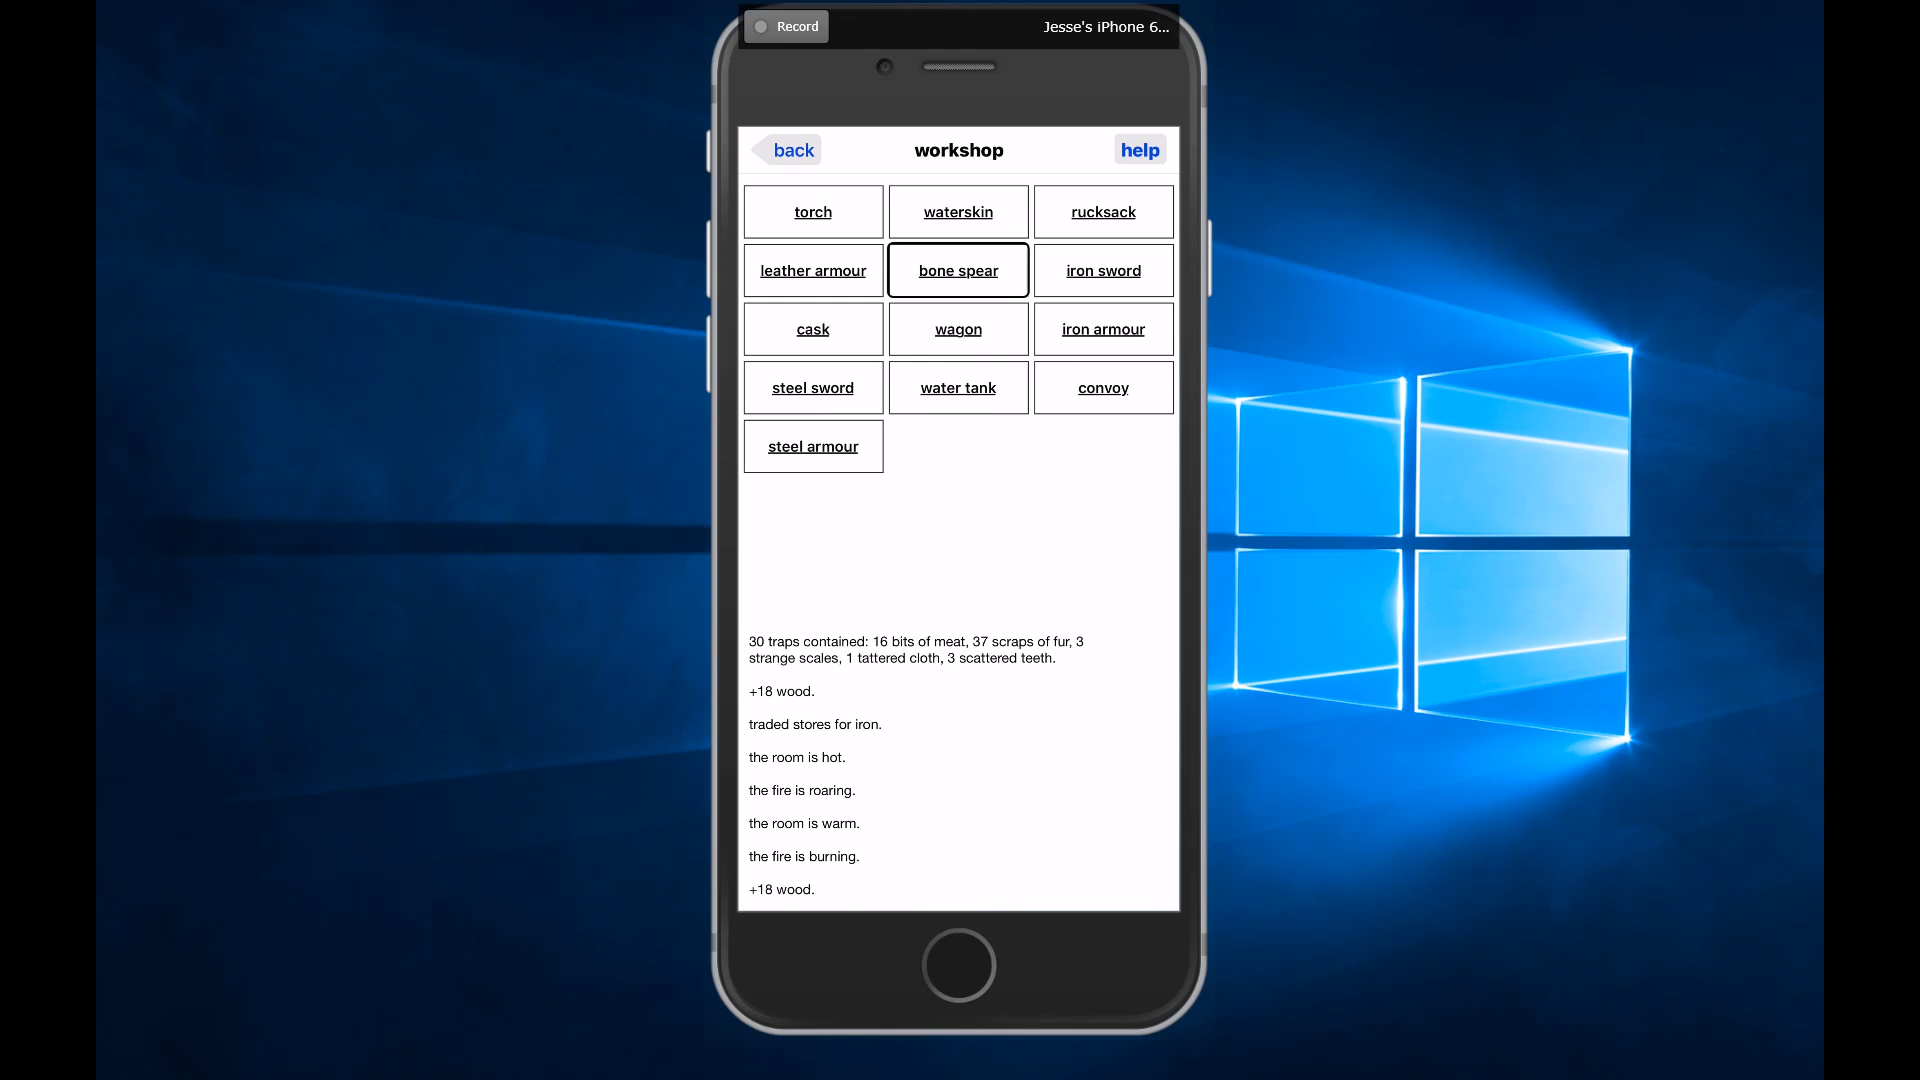 Record
Jesse's iPhone 6...
back
workshop
help
torch
waterskin
rucksack
leather armour
bone spear
iron sword
cask
wagon
iron armour
steel sword
water tank
convoy
steel armour
30 traps contained: 16 bits of meat, 37 scraps of fur, 3
strange scales, 1 tattered cloth, 3 scattered teeth.
+18 wood.
traded stores for iron.
the room is hot.
the fire is roaring.
the room is warm.
the fire is burning.
+18 wood.